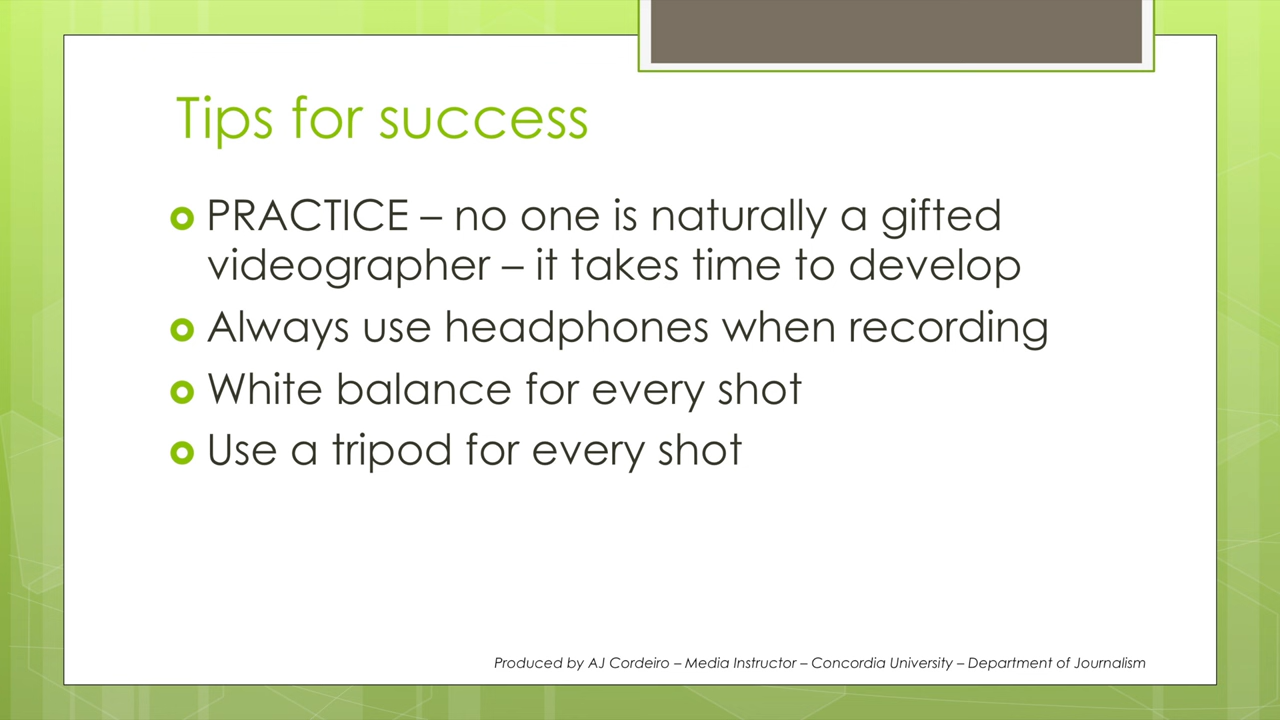 Tips for success
PRACTICE – no one is naturally a gifted
videographer – it takes time to develop
Always use headphones when recording
White balance for every shot
Use a tripod for every shot
Produced by AJ Cordeiro – Media Instructor – Concordia University – Department of Journalism